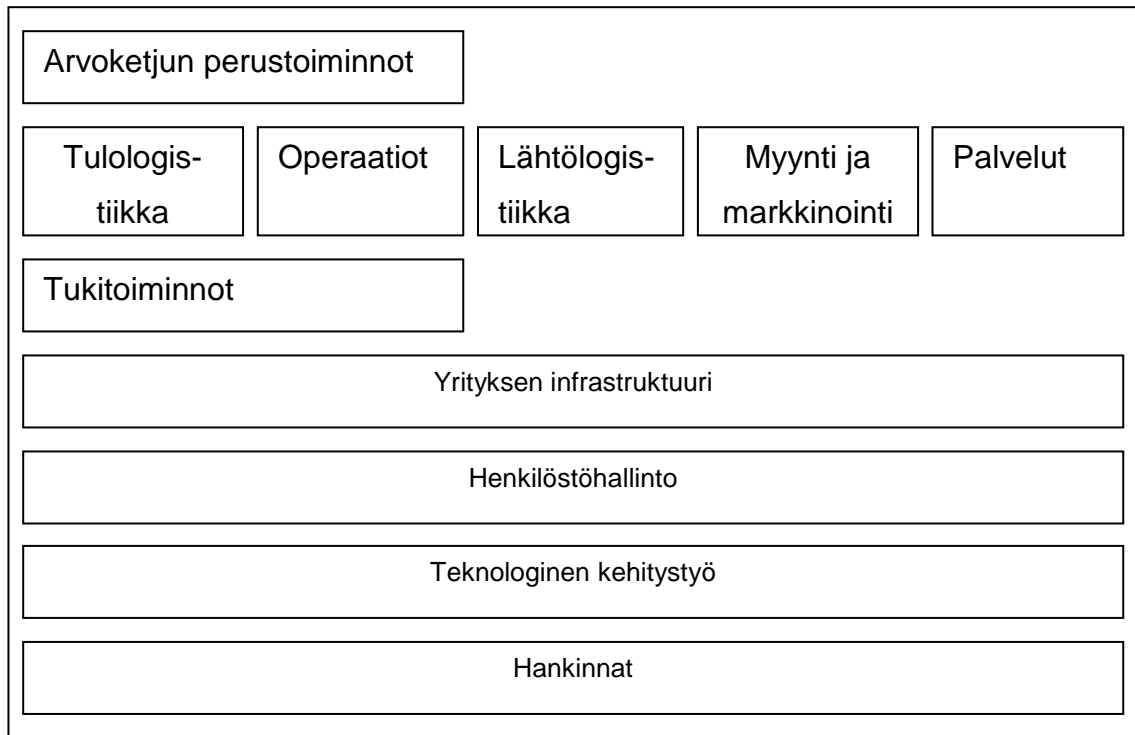 Arvoketjun perustoiminnot
Tulologis-
tiikka
Operaatiot
Lähtölogis-
tiikka
Myynti ja
markkinointi
Palvelut
Tukitoiminnot
Yrityksen infrastruktuuri
Henkilöstöhallinto
Teknologinen kehitystyö
Hankinnat